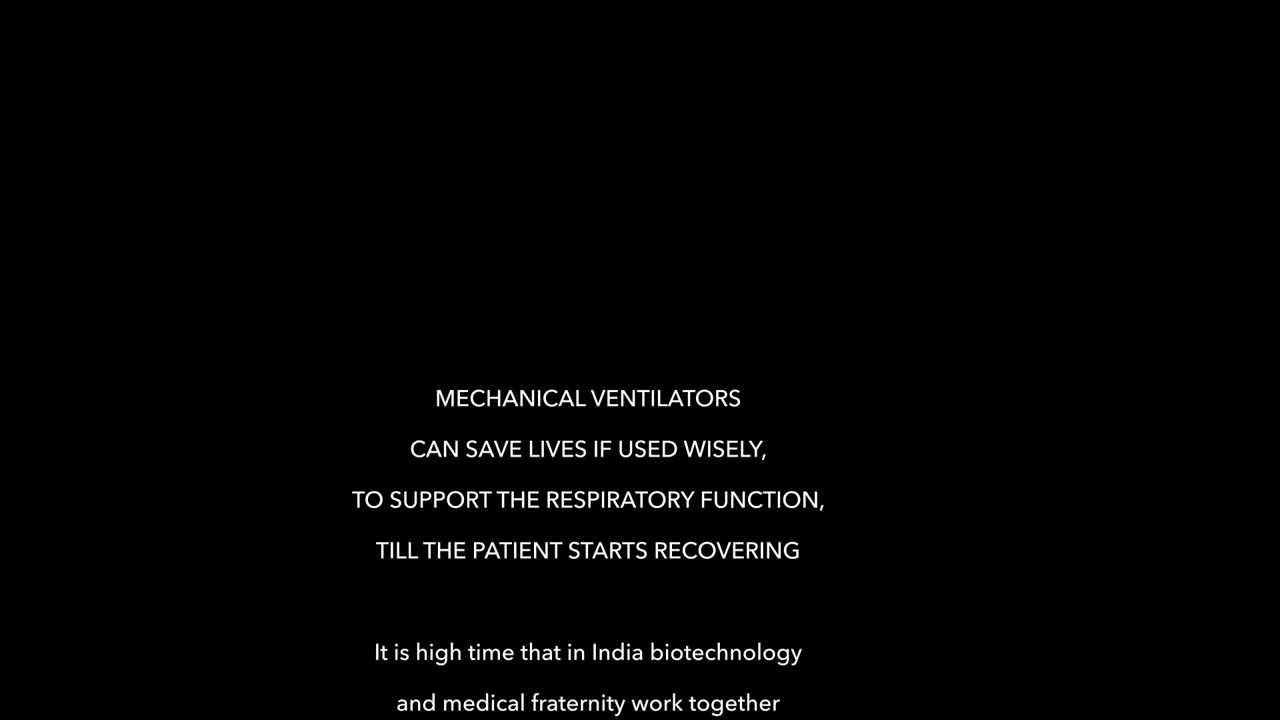 MECHANICAL VENTILATORS
CAN SAVE LIVES IF USED WISELY,
TO SUPPORT THE RESPIRATORY FUNCTION,
TILL THE PATIENT STARTS RECOVERING
It is high time that in India biotechnology
and medical fraternity work together